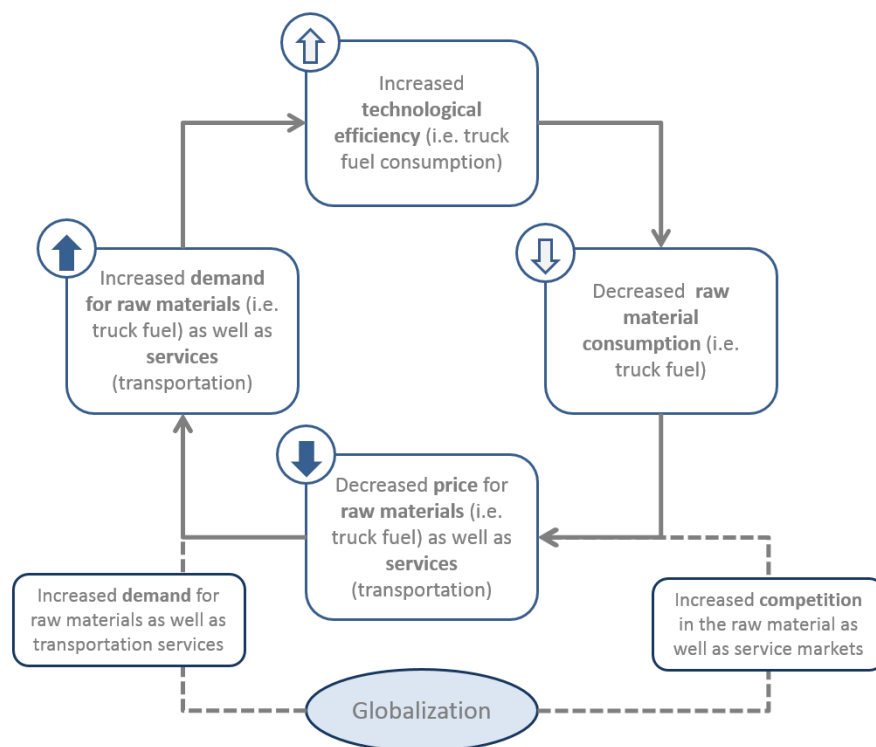 Increased
technological
efficiency (i.e. truck
fuel consumption)
Increased demand
for raw materials (i.e.
truck fuel) as well as
services
(transportation)
Decreased raw
material
consumption (i.e.
truck fuel)
Decreased price for
raw materials (i.e.
truck fuel) as well as
services
(transportation)
Increased demand for
raw materials as well as
transportation services
Increased competition
in the raw material as
well as service markets
Globalization